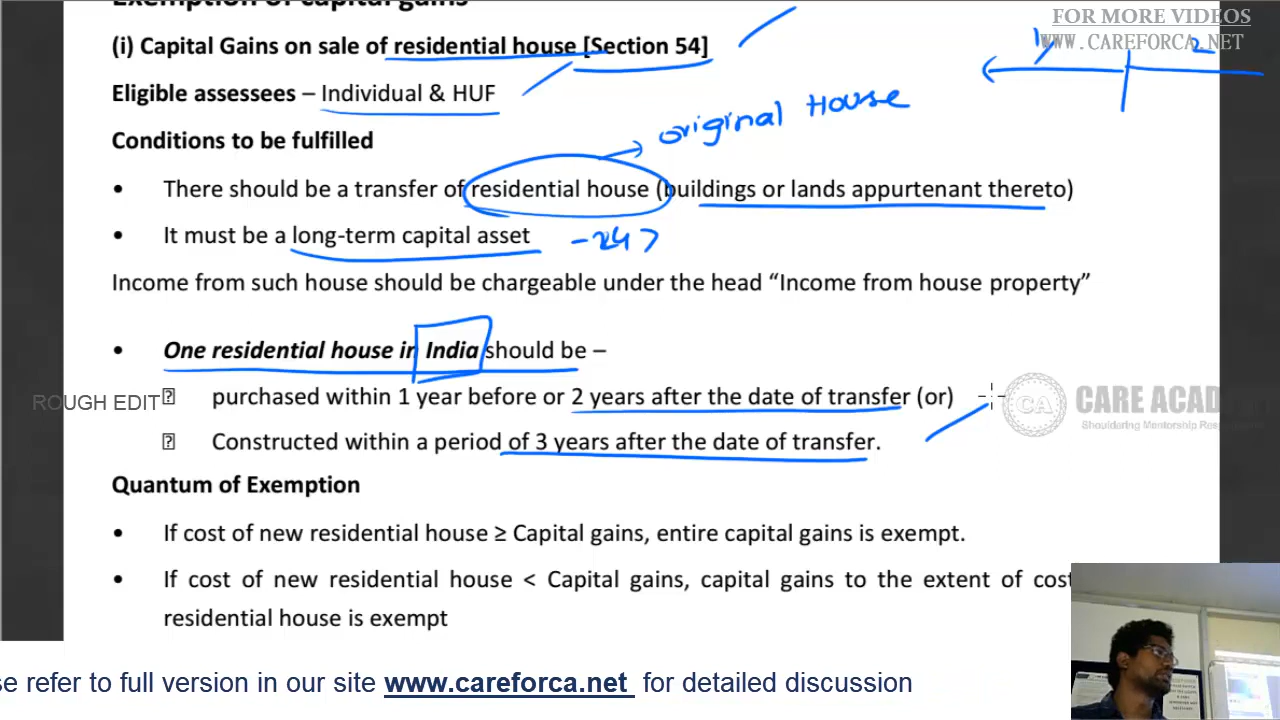 Exemption of capital gains
FOR MORE VIDEOS
WWW.CAREFORCA.NET
(i) Capital Gains on sale of residential house [Section 54]
1y 2
Eligible assessees – Individual & HUF
original House
Conditions to be fulfilled
• There should be a transfer of residential house (buildings or lands appurtenant thereto)
• It must be a long-term capital asset
Income from such house should be chargeable under the head “Income from house property”
• One residential house in India should be –
ROUGH EDIT
purchased within 1 year before or 2 years after the date of transfer (or)
CA CARE ACAD
Shouldering Mentorship
Constructed within a period of 3 years after the date of transfer.
Quantum of Exemption
• If cost of new residential house ≥ Capital gains, entire capital gains is exempt.
• If cost of new residential house < Capital gains, capital gains to the extent of cost
residential house is exempt
se refer to full version in our site www.careforca.net for detailed discussion